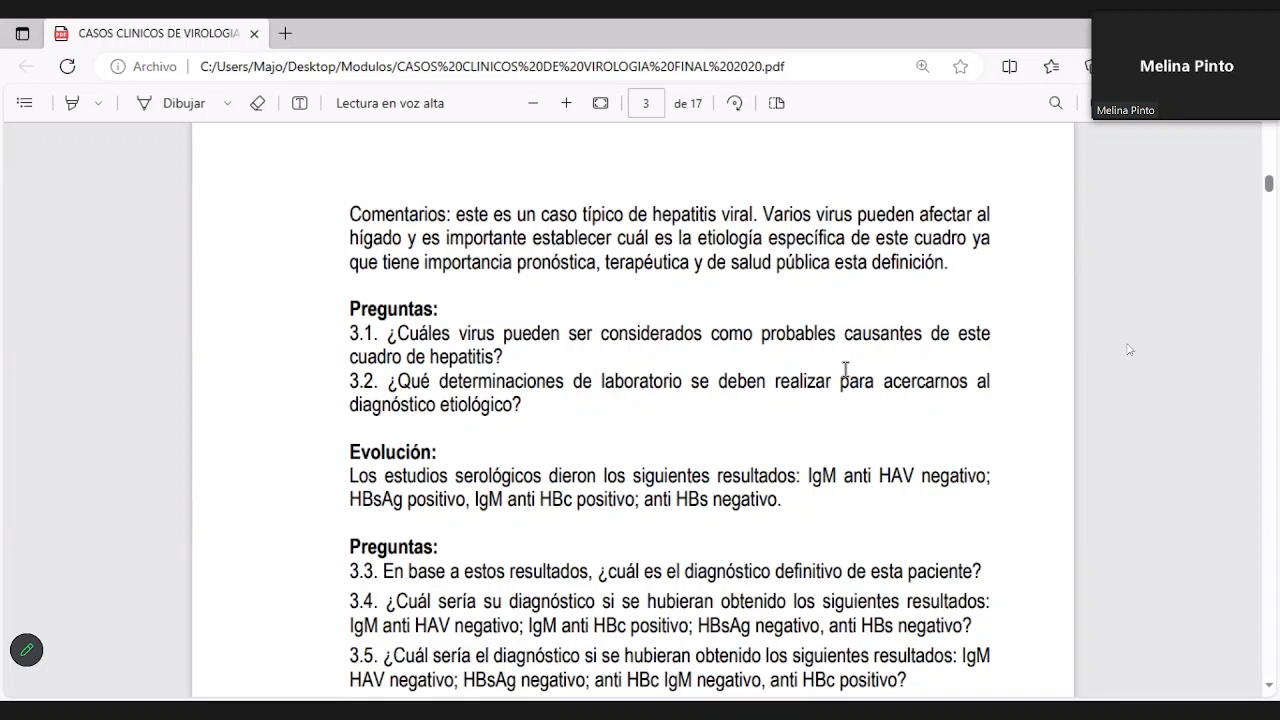 CASOS CLINICOS DE VIROLOGIA
Archivo
C:/Users/Majo/Desktop/Modulos/CASOS%20CLINICOS%20DE%20VIROLOGIA%20FINAL%202020.pdf
Melina Pinto
Melina Pinto
Dibujar
Lectura en voz alta
3 de 17
Comentarios: este es un caso típico de hepatitis viral. Varios virus pueden afectar al
hígado y es importante establecer cuál es la etiología específica de este cuadro ya
que tiene importancia pronóstica, terapéutica y de salud pública esta definición.
Preguntas:
3.1. ¿Cuáles virus pueden ser considerados como probables causantes de este
cuadro de hepatitis?
3.2. ¿Qué determinaciones de laboratorio se deben realizar para acercarnos al
diagnóstico etiológico?
Evolución:
Los estudios serológicos dieron los siguientes resultados: IgM anti HAV negativo;
HBsAg positivo, IgM anti HBc positivo; anti HBs negativo.
Preguntas:
3.3. En base a estos resultados, ¿cuál es el diagnóstico definitivo de esta paciente?
3.4. ¿Cuál sería su diagnóstico si se hubieran obtenido los siguientes resultados:
IgM anti HAV negativo; IgM anti HBc positivo; HBsAg negativo, anti HBs negativo?
3.5. ¿Cuál sería el diagnóstico si se hubieran obtenido los siguientes resultados: IgM
HAV negativo; HBsAg negativo; anti HBc IgM negativo, anti HBc positivo?